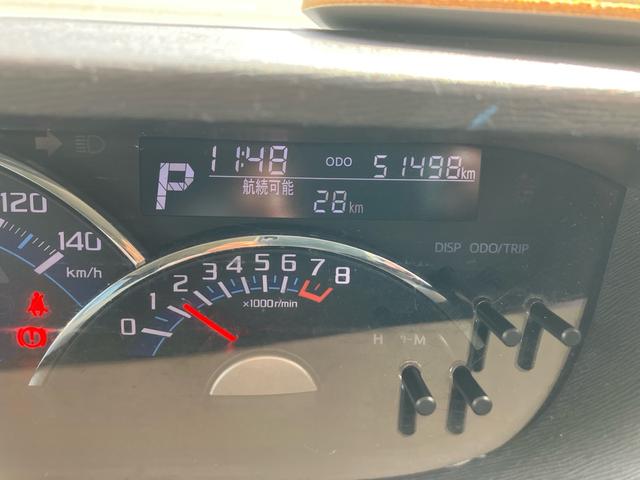 11:48 ODO 51498km
P
航続可能 28km
120
140
km/h
DISP ODO/TRIP
0 1 2 3 4 5 6 7 8
×1000r/min
H M